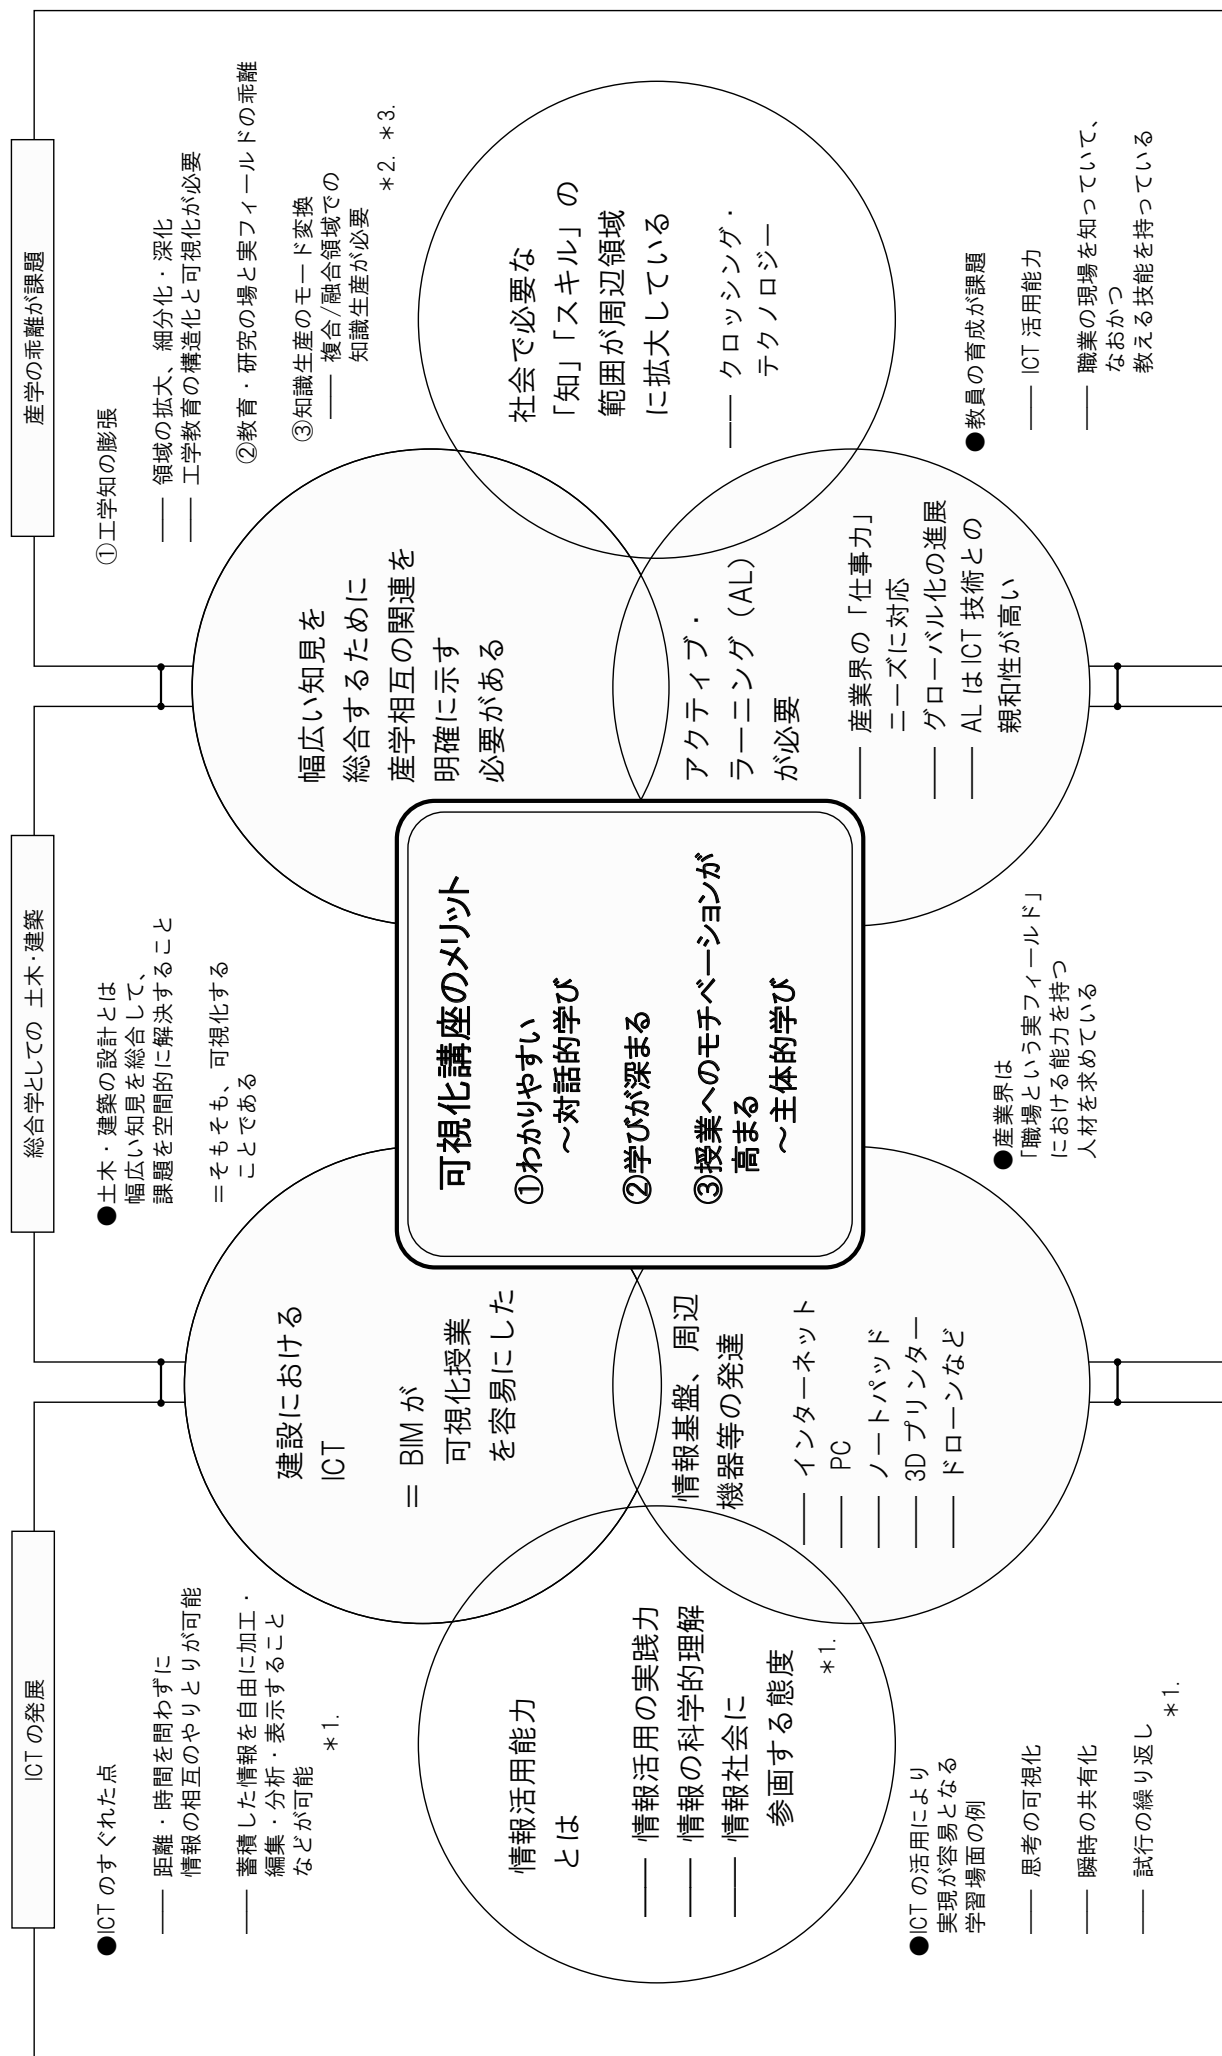 ICT の発展
●ICT のすぐれた点
―― 距離・時間を問わずに
情報の相互のやりとりが可能
―― 蓄積した情報を自由に加工・
編集・分析・表示すること
などが可能
＊1.
情報活用能力
とは
―― 情報活用の実践力
―― 情報の科学的理解
―― 情報社会に
参画する態度
＊1.
●ICT の活用により
実現が容易となる
学習場面の例
―― 思考の可視化
―― 瞬時の共有化
―― 試行の繰り返し
＊1.
建設における
ICT
＝ BIM が
可視化授業
を容易にした
情報基盤、周辺
機器等の発達
―― インターネット
―― PC
―― ノートパッド
―― 3D プリンター
―― ドローンなど
総合学としての 土木・建築
●土木・建築の設計とは
幅広い知見を総合して、
課題を空間的に解決すること
＝そもそも、可視化する
ことである
可視化講座のメリット
①わかりやすい
～対話的学び
②学びが深まる
③授業へのモチベーションが
高まる
～主体的学び
●産業界は
「職場という実フィールド」
における能力を持つ
人材を求めている
産学の乖離が課題
①工学知の膨張
―― 領域の拡大、細分化・深化
―― 工学教育の構造化と可視化が必要
②教育・研究の場と実フィールドの乖離
③知識生産のモード変換
―― 複合/融合領域での
知識生産が必要
＊2. ＊3.
幅広い知見を
総合するために
産学相互の関連を
明確に示す
必要がある
アクティブ・
ラーニング（AL）
が必要
―― 産業界の「仕事力」
ニーズに対応
―― グローバル化の進展
―― AL は ICT 技術との
親和性が高い
社会で必要な
「知」「スキル」の
範囲が周辺領域
に拡大している
―― クロッシング・
テクノロジー
●教員の育成が課題
―― ICT 活用能力
―― 職業の現場を知っていて、
なおかつ
教える技能を持っている